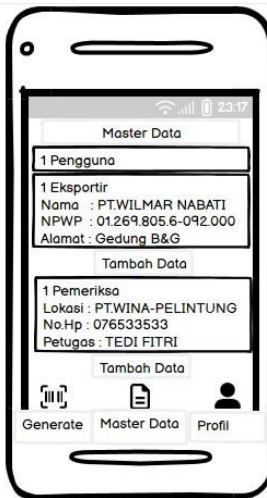 23:17
Master Data
1 Pengguna
1 Eksportir
Nama : PT.WILMAR NABATI
NPWP : 01.269.805.6-092.000
Alamat : Gedung B&G
Tambah Data
1 Pemeriksa
Lokasi : PT.WINA-PELINTUNG
No.Hp : 076533533
Petugas : TEDI FITRI
Tambah Data
Generate Master Data Profil